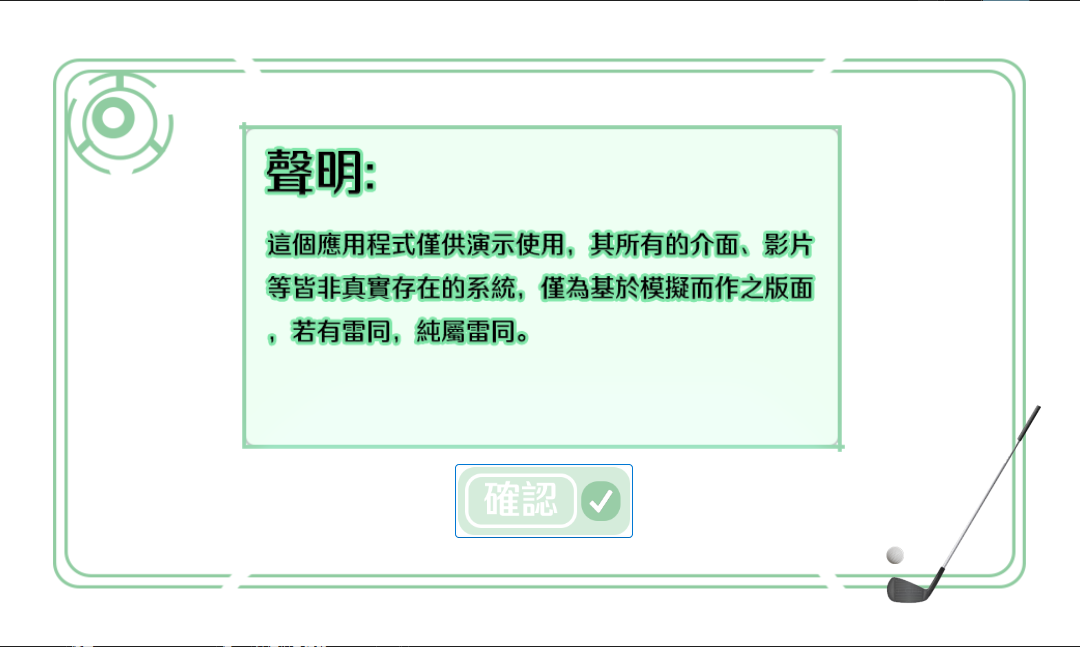 聲明:
這個應用程式僅供演示使用，其所有的介面、影片
等皆非真實存在的系統，僅為基於模擬而作之版面
，若有雷同，純屬雷同。
確認